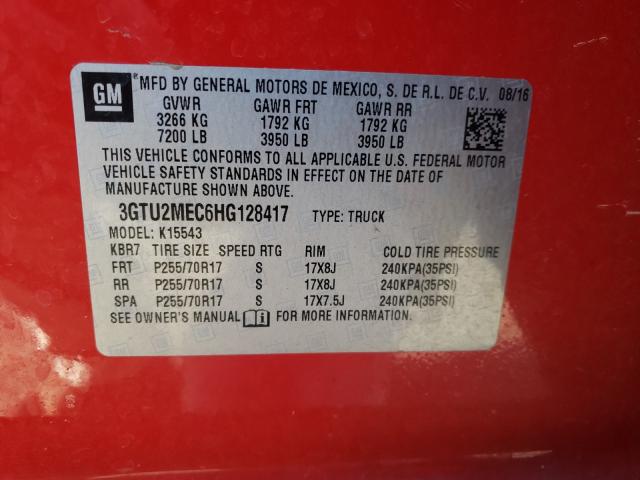 GM
MFD BY GENERAL MOTORS DE MEXICO, S. DE R.L. DE C.V. 08/16
GVWR GAWR FRT GAWR RR
3266 KG 1792 KG 1792 KG
7200 LB 3950 LB 3950 LB
THIS VEHICLE CONFORMS TO ALL APPLICABLE U.S. FEDERAL MOTOR
VEHICLE SAFETY STANDARDS IN EFFECT ON THE DATE OF
MANUFACTURE SHOWN ABOVE.
3GTU2MEC6HG128417 TYPE: TRUCK
MODEL: K15543
KBR7 TIRE SIZE SPEED RTG RIM COLD TIRE PRESSURE
FRT P255/70R17 S 17X8J 240KPA(35PSI)
RR P255/70R17 S 17X8J 240KPA(35PSI)
SPA P255/70R17 S 17X7.5J 240KPA(35PSI)
SEE OWNER'S MANUAL FOR MORE INFORMATION.